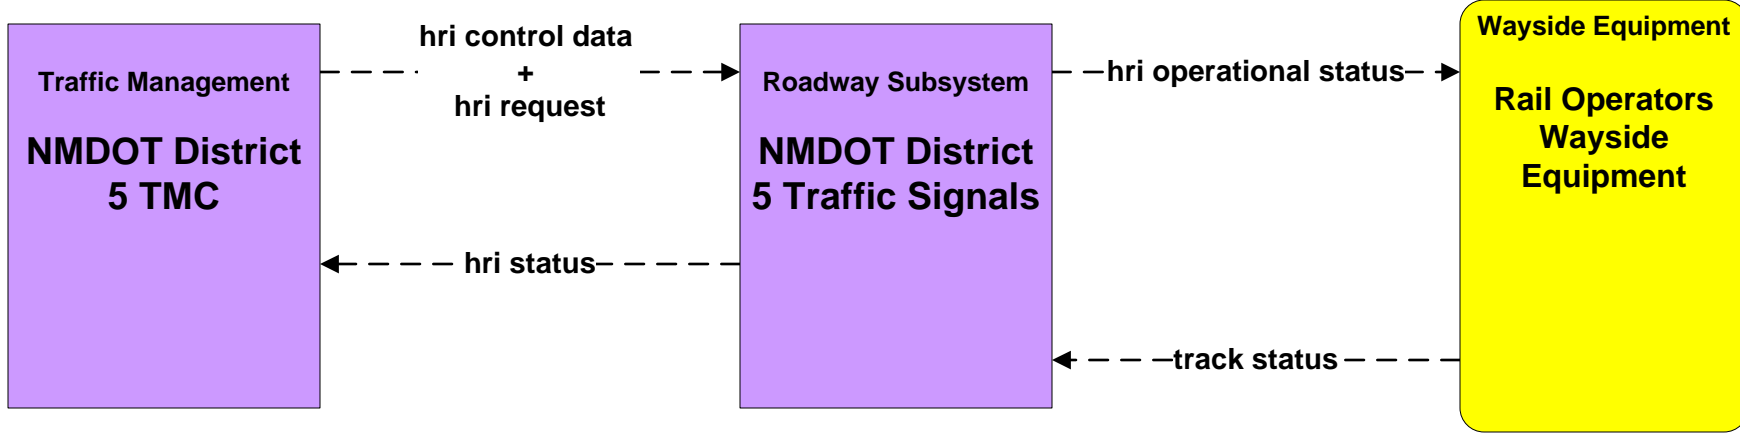 Traffic Management
NMDOT District
5 TMC
hri control data
+
hri request
hri status
Roadway Subsystem
NMDOT District
5 Traffic Signals
hri operational status
track status
Wayside Equipment
Rail Operators
Wayside
Equipment